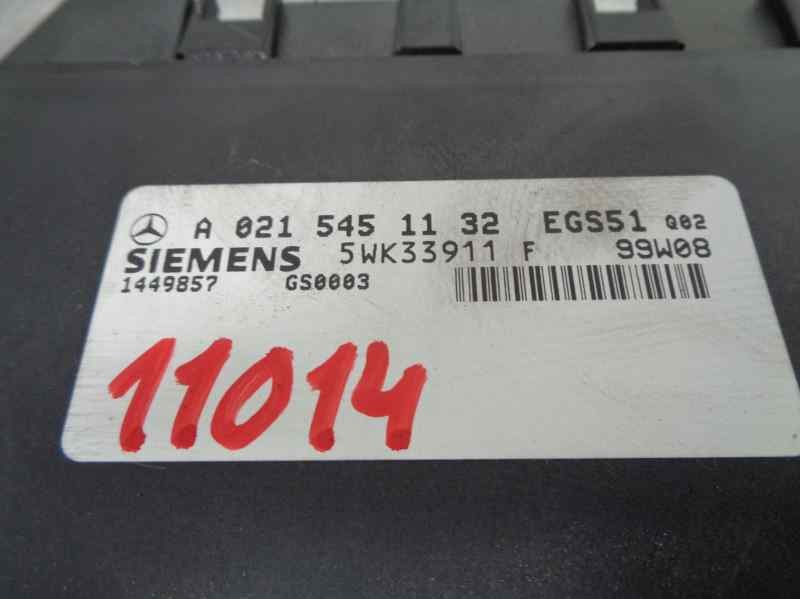 A 021 545 11 32 EGS51 Q02
SIEMENS 5WK33911 F 99W08
1449857 GS0003
11014